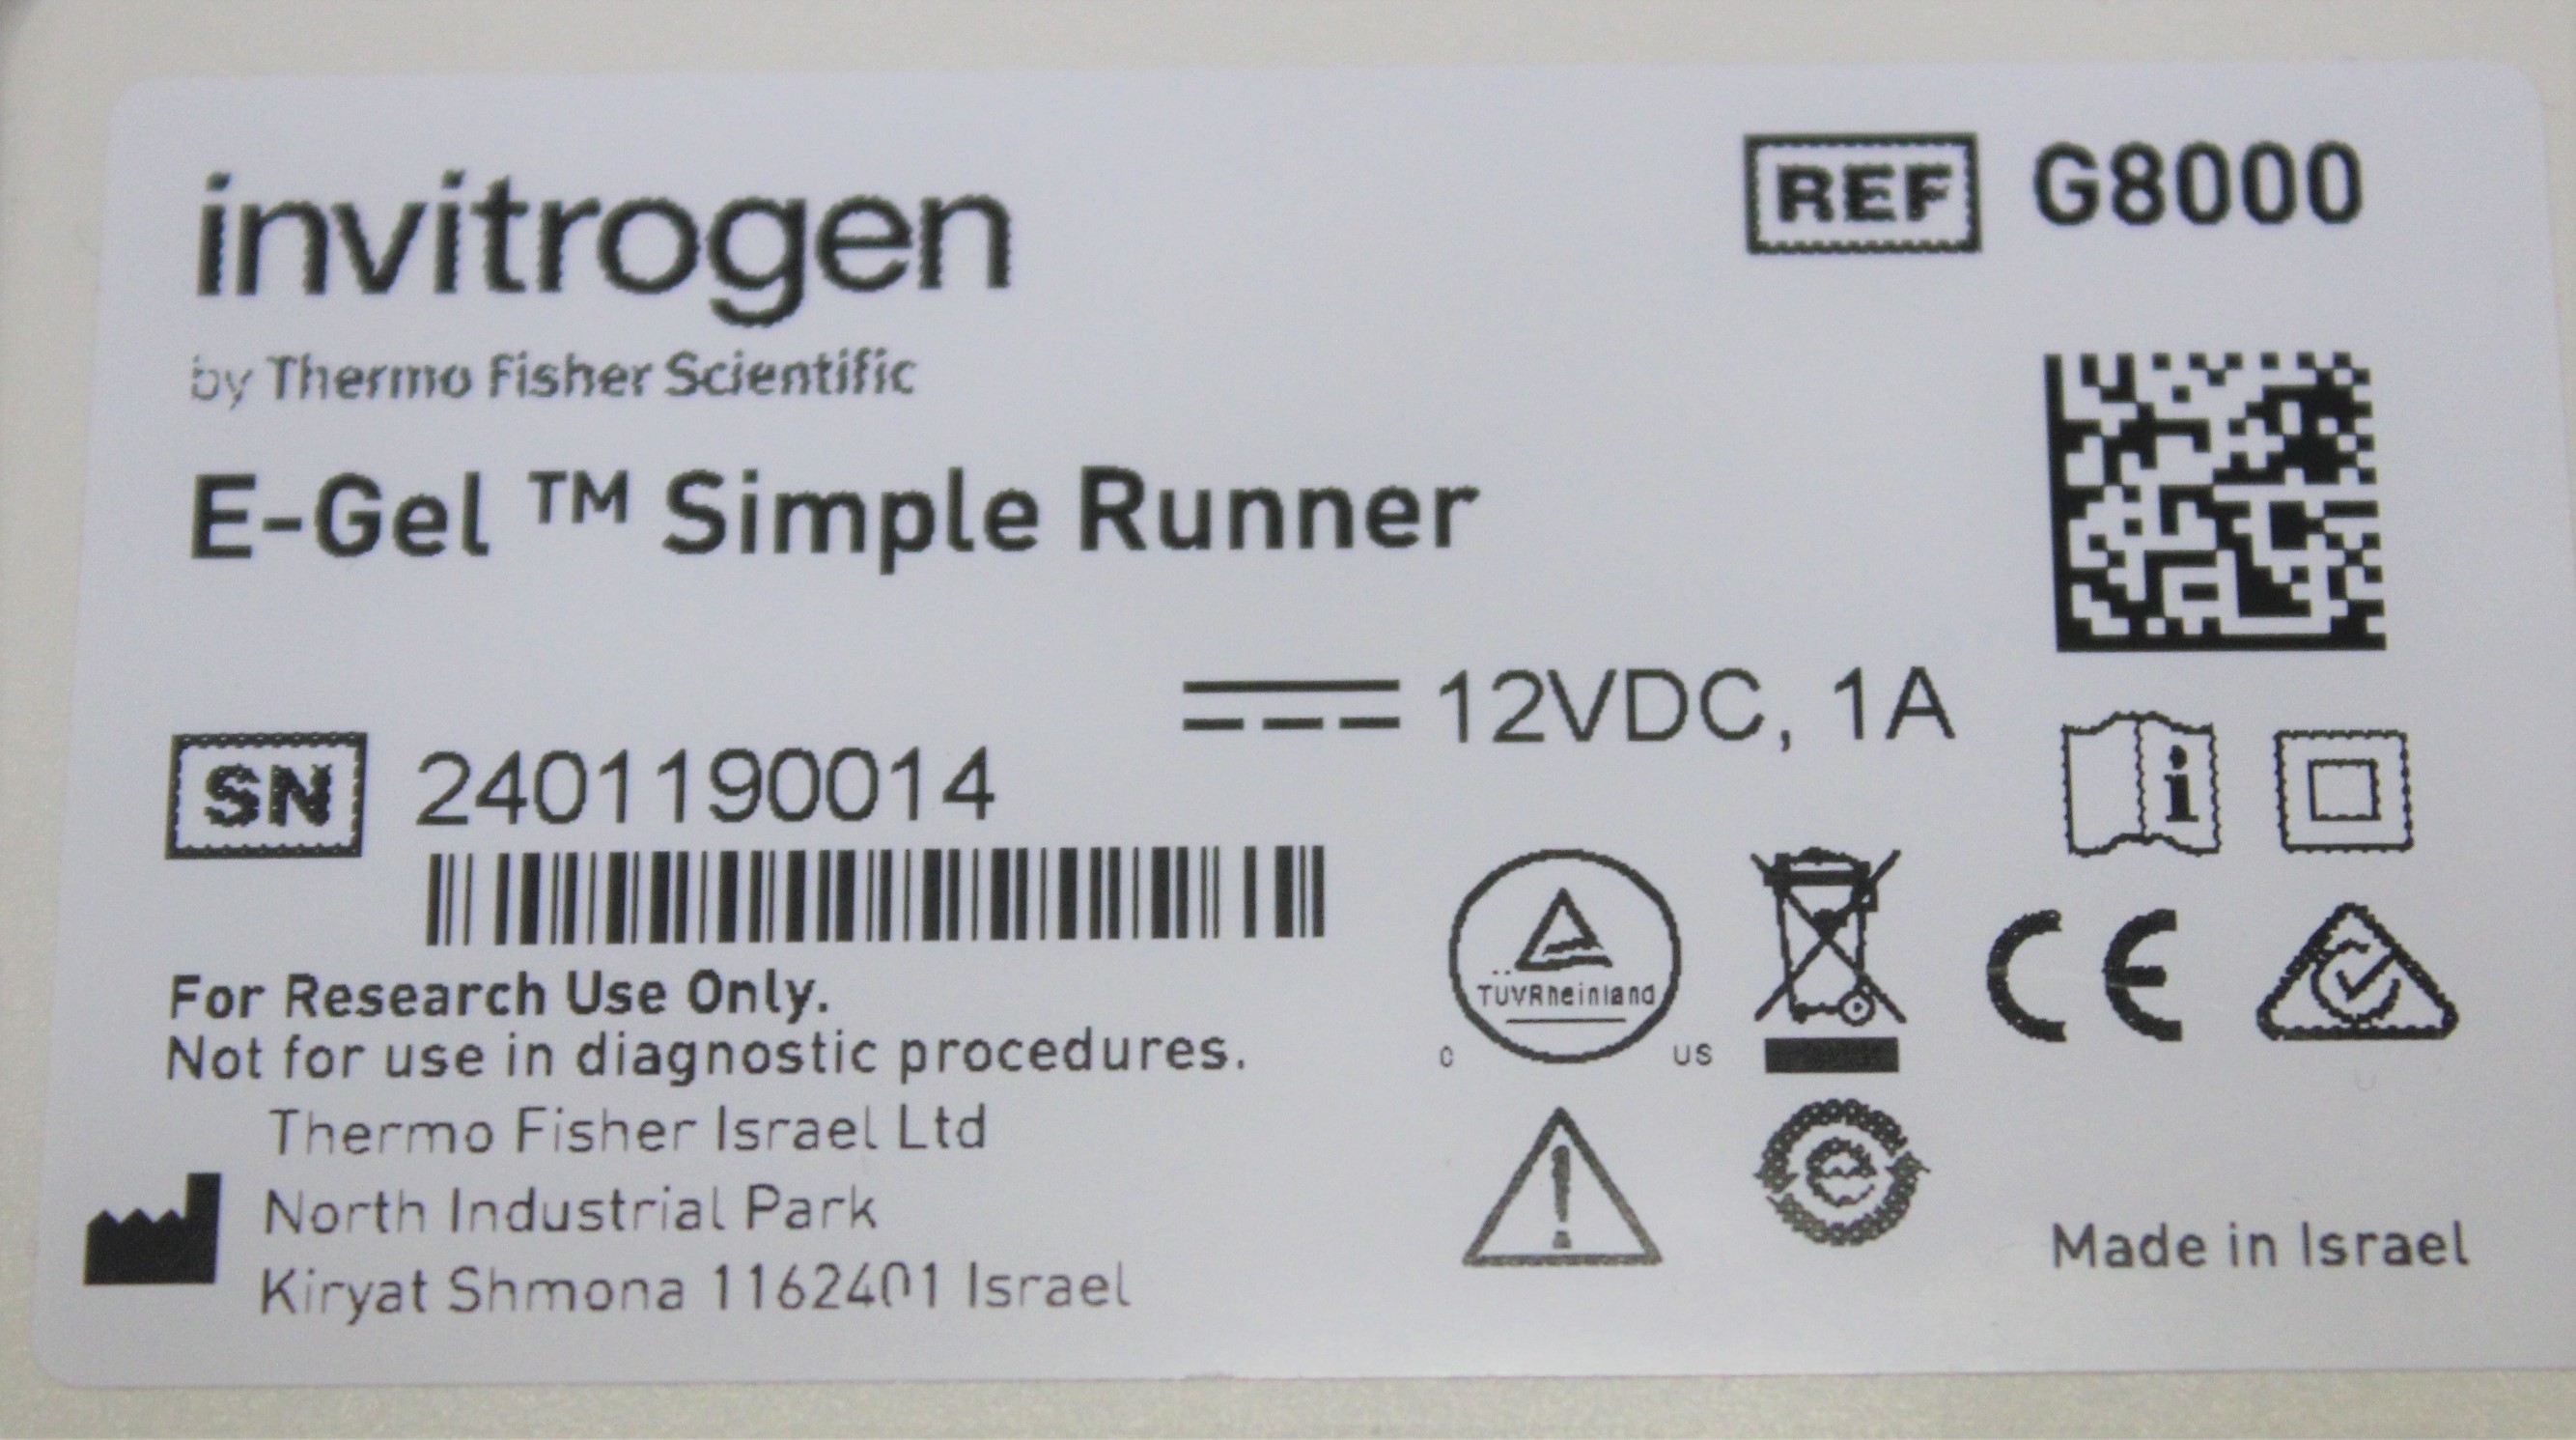 invitrogen
by Thermo Fisher Scientific
REF G8000
E-Gel ™ Simple Runner
12VDC, 1A
SN 2401190014
i
For Research Use Only.
Not for use in diagnostic procedures.
TÜVRheinland
c US
CE
Thermo Fisher Israel Ltd
North Industrial Park
Kiryat Shmona 1162401 Israel
e
Made in Israel